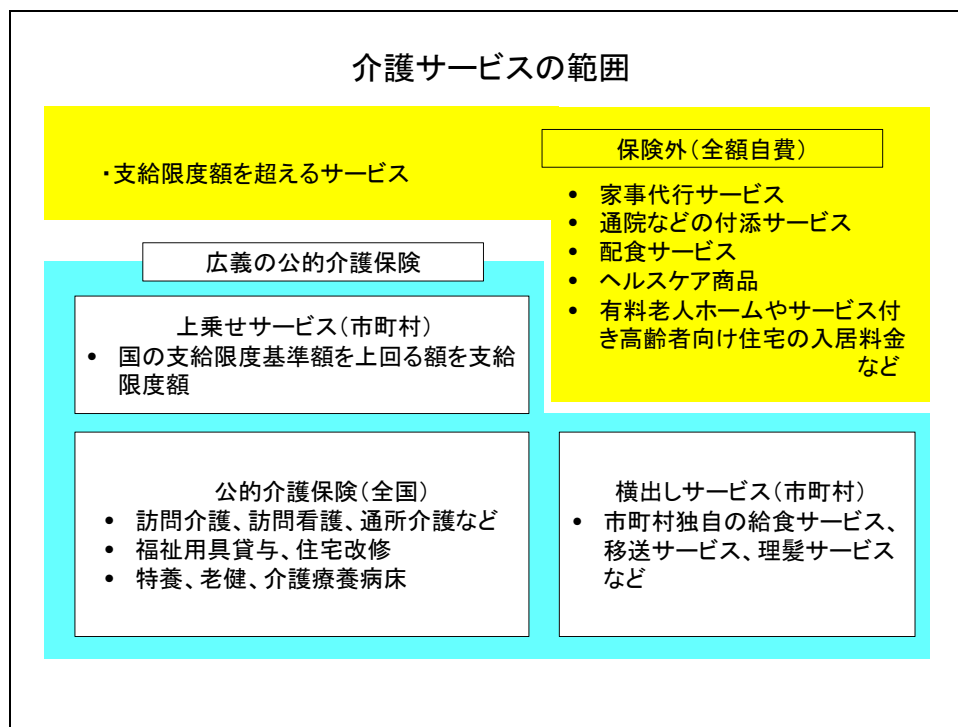 介護サービスの範囲
・支給限度額を超えるサービス
保険外（全額自費）
• 家事代行サービス
• 通院などの付添サービス
• 配食サービス
• ヘルスケア商品
• 有料老人ホームやサービス付
き高齢者向け住宅の入居料金
など
広義の公的介護保険
上乗せサービス（市町村）
• 国の支給限度基準額を上回る額を支給
限度額
公的介護保険（全国）
• 訪問介護、訪問看護、通所介護など
• 福祉用具貸与、住宅改修
• 特養、老健、介護療養病床
横出しサービス（市町村）
• 市町村独自の給食サービス、
移送サービス、理髪サービス
など